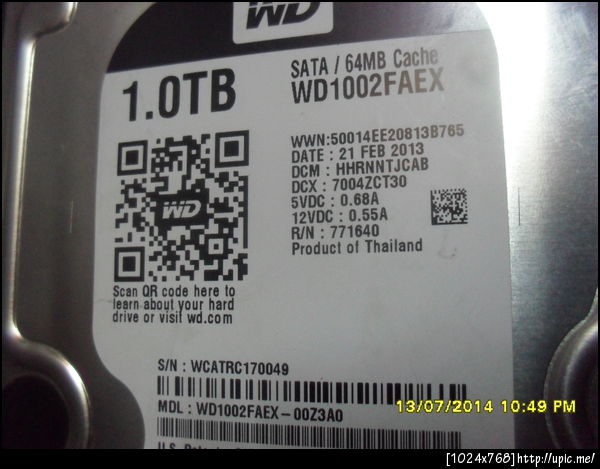 WD
1.0TB
SATA / 64MB Cache
WD1002FAEX
WWN:50014EE20813B765
DATE : 21 FEB 2013
DCM : HHRNNTJCAB
DCX : 7004ZCT30
5VDC : 0.68A
12VDC : 0.55A
R/N : 771640
Product of Thailand
WD
Scan QR code here to
learn about your hard
drive or visit wd.com
S/N : WCATRC170049
MDL : WD1002FAEX-00Z3A0
13/07/2014 10:49 PM
U.S.
[1024x768]http://upic.me/